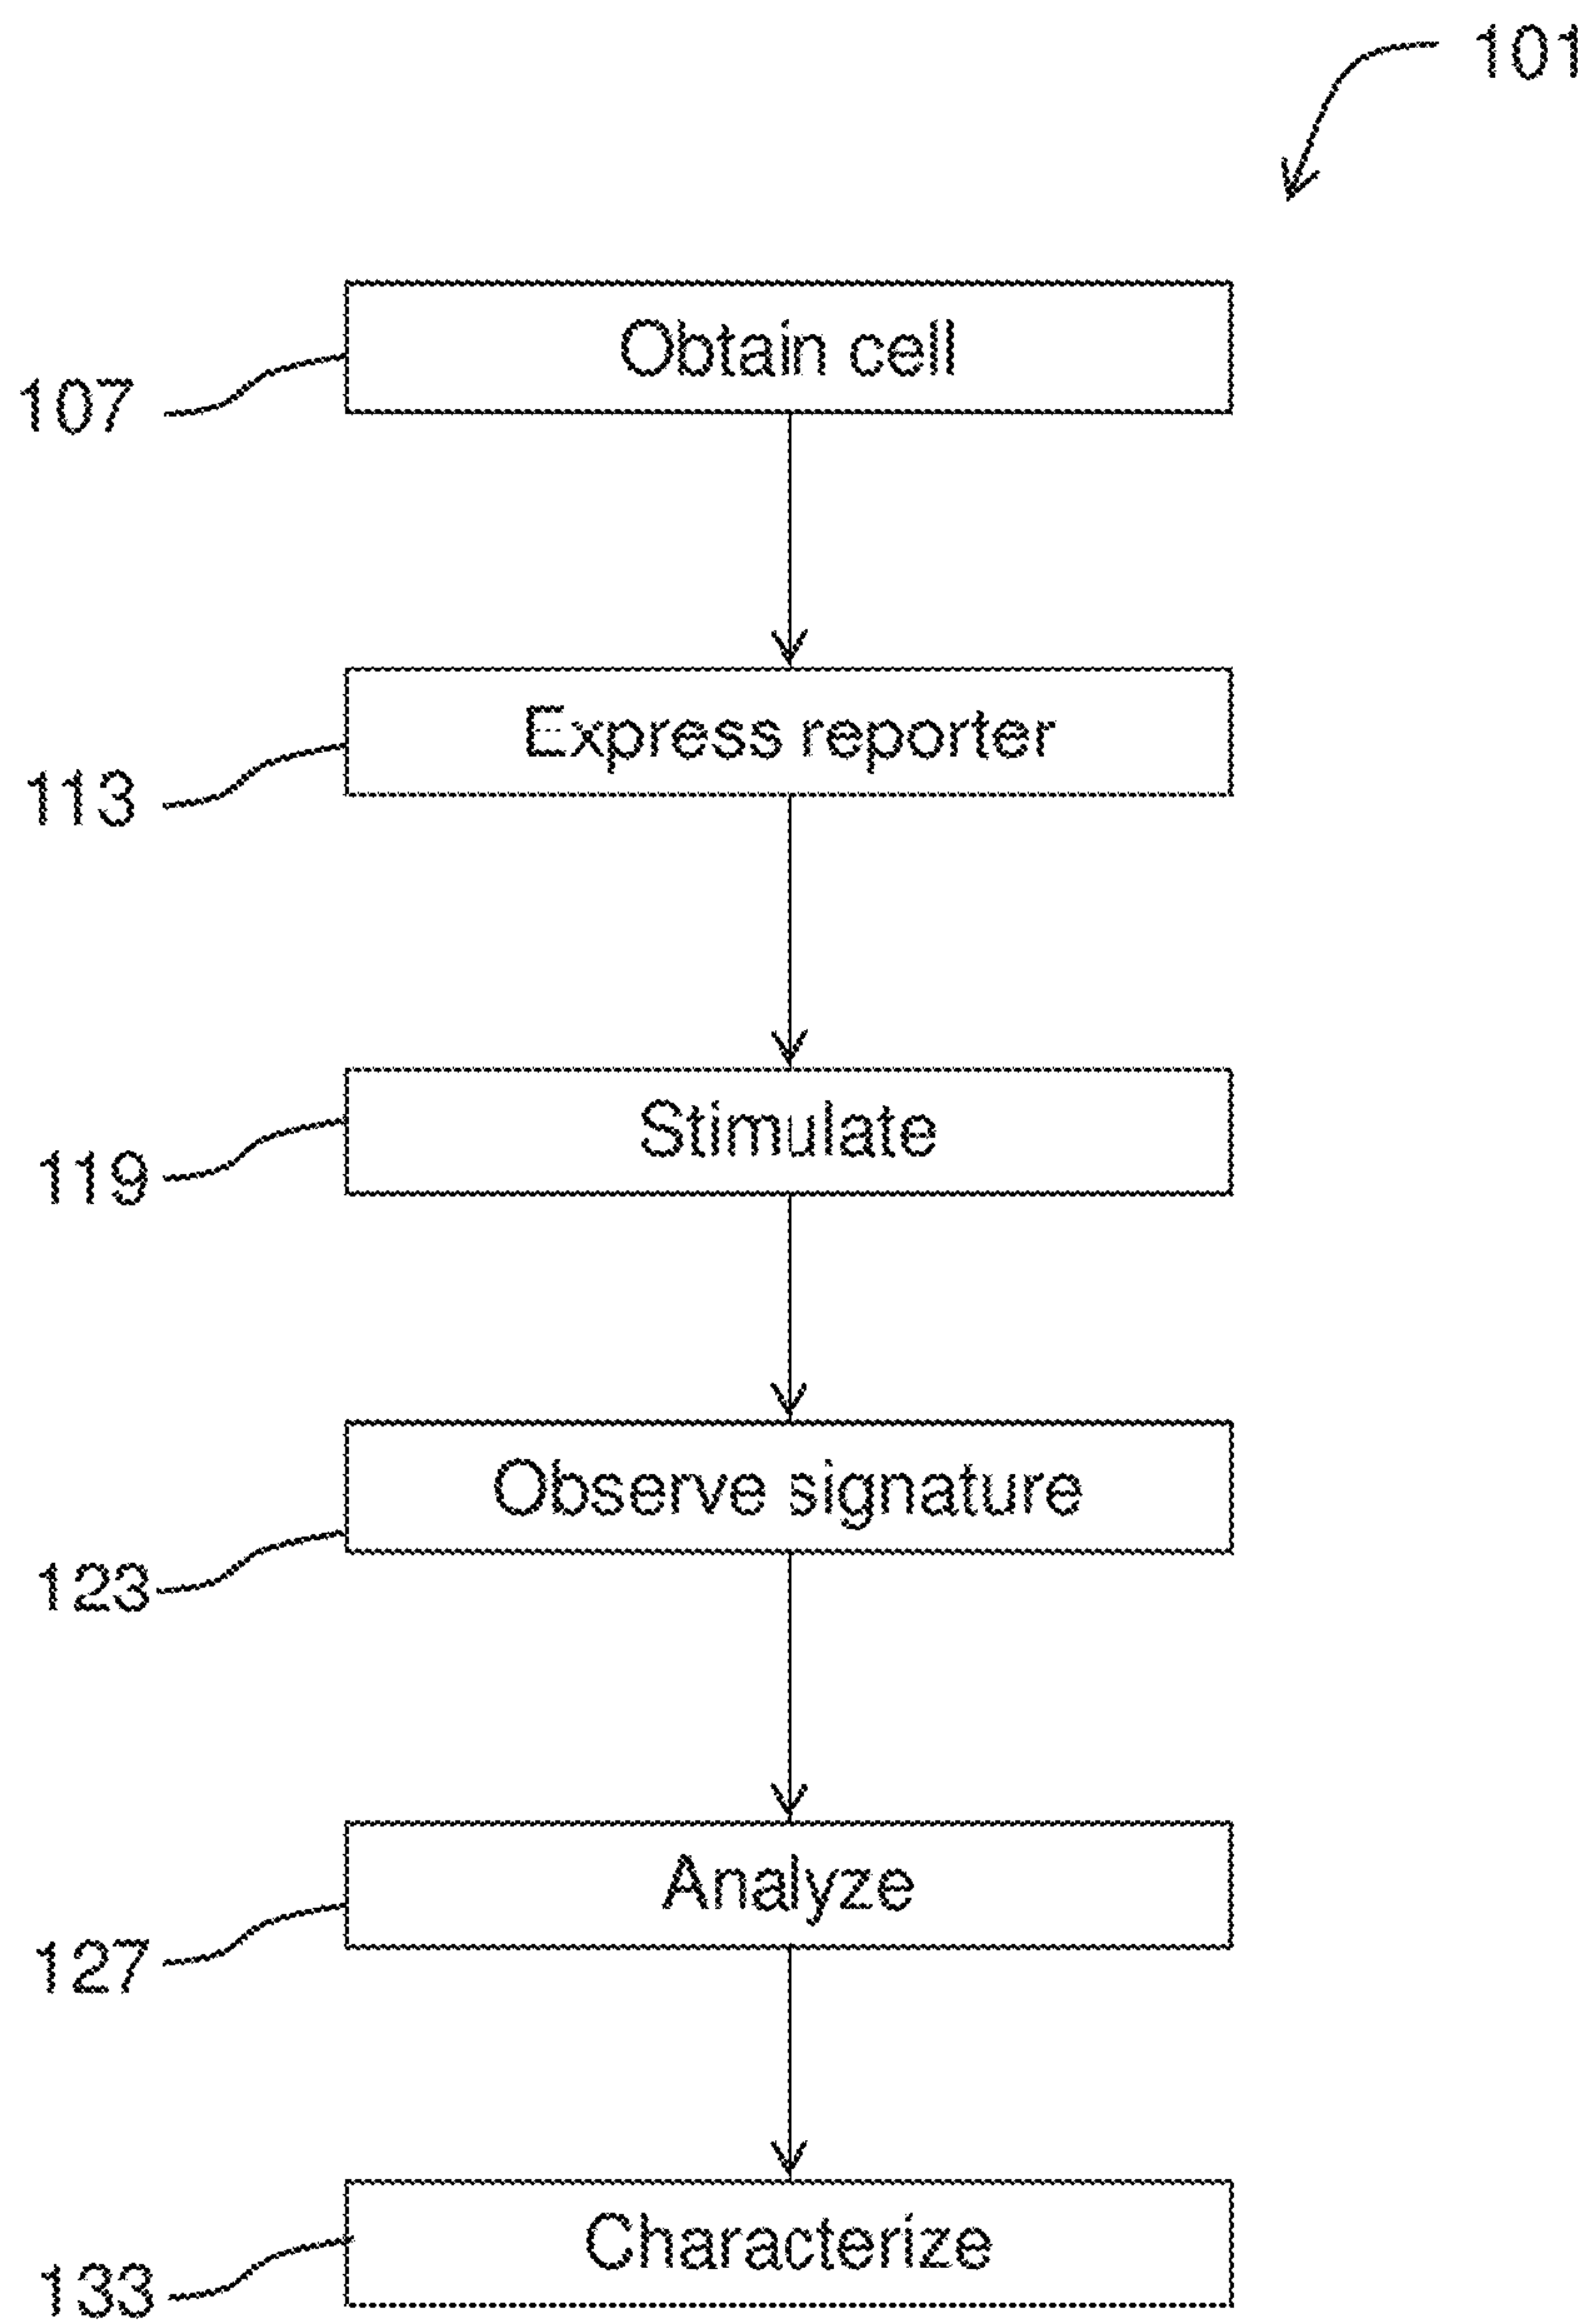 101
Obtain cell
107
Express reporter
113
Stimulate
119
Observe signature
123
Analyze
127
Characterize
133